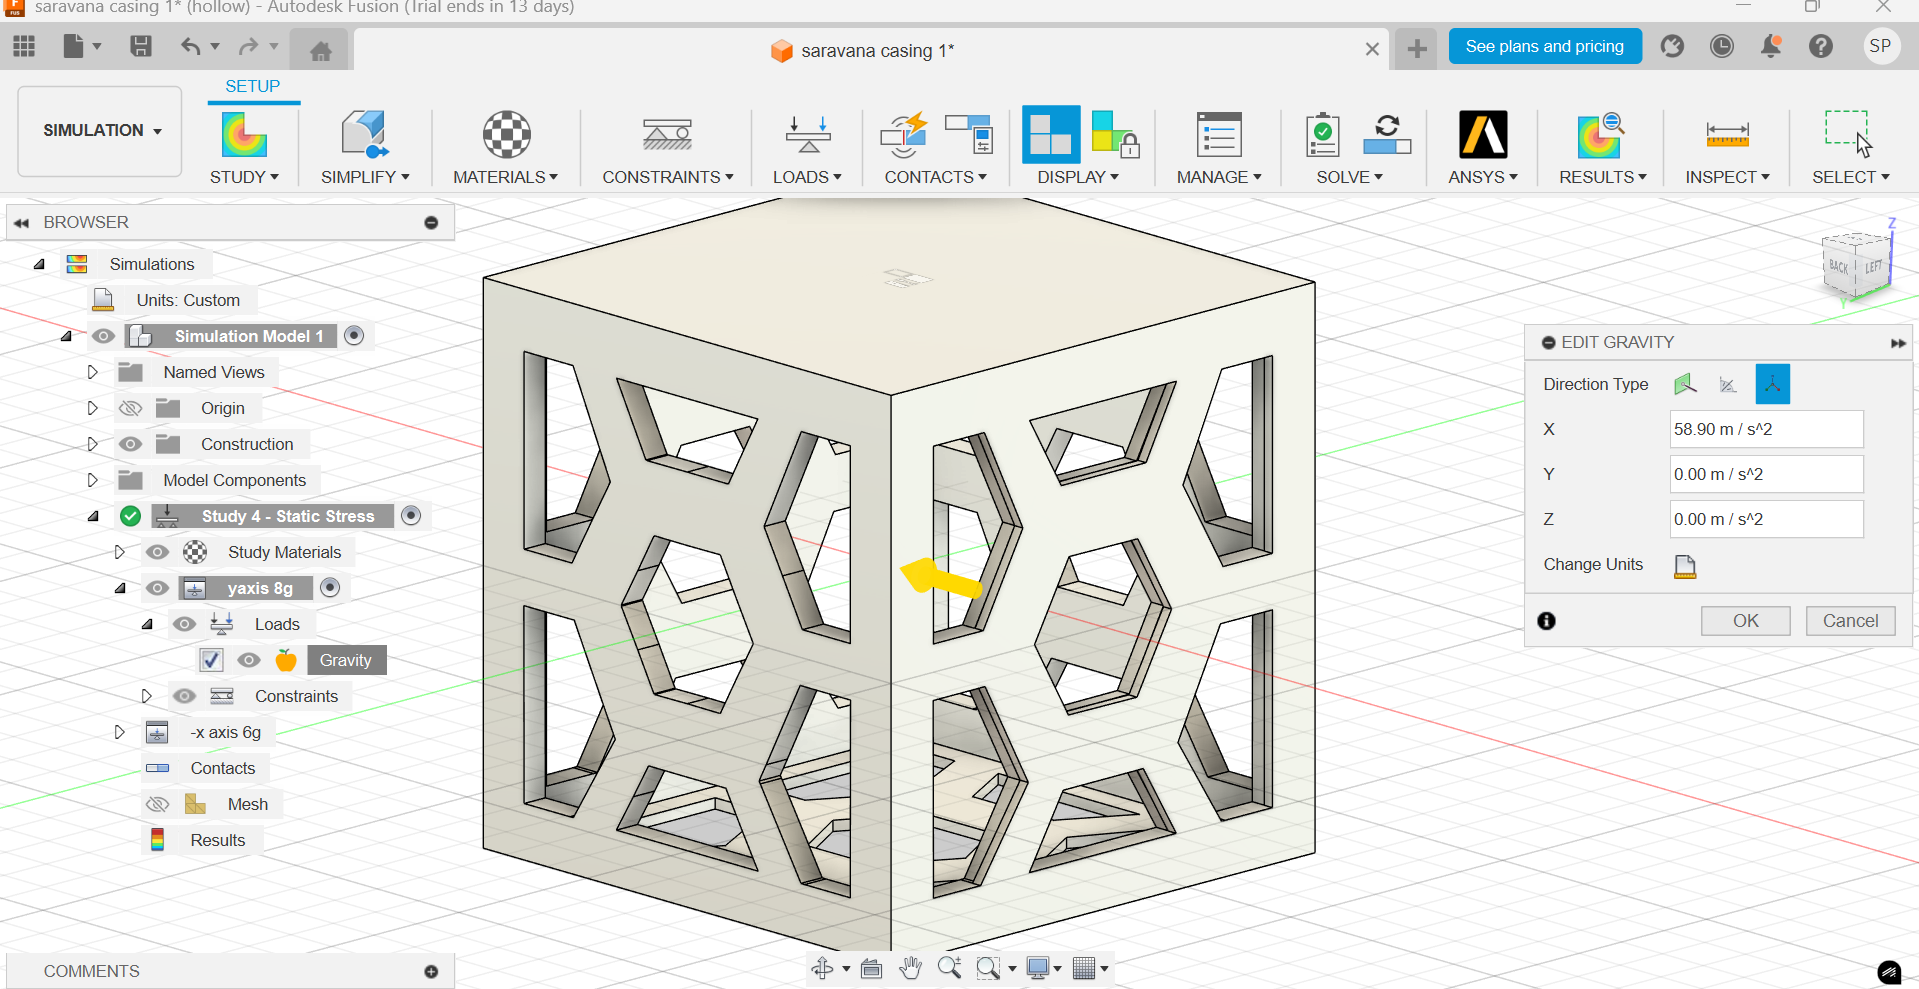 saravana casing 1* (hollow) - Autodesk Fusion (Trial ends in 13 days)
saravana casing 1*
See plans and pricing
SP
SETUP
SIMULATION
STUDY
SIMPLIFY
MATERIALS
CONSTRAINTS
LOADS
CONTACTS
DISPLAY
MANAGE
SOLVE
ANSYS
RESULTS
INSPECT
SELECT
BROWSER
Simulations
Units: Custom
Simulation Model 1
Named Views
Origin
Construction
Model Components
Study 4 - Static Stress
Study Materials
yaxis 8g
Loads
Gravity
Constraints
-x axis 6g
Contacts
Mesh
Results
Z
BACK
LEFT
Y
EDIT GRAVITY
Direction Type
X 58.90 m / s^2
Y 0.00 m / s^2
Z 0.00 m / s^2
Change Units
OK Cancel
COMMENTS